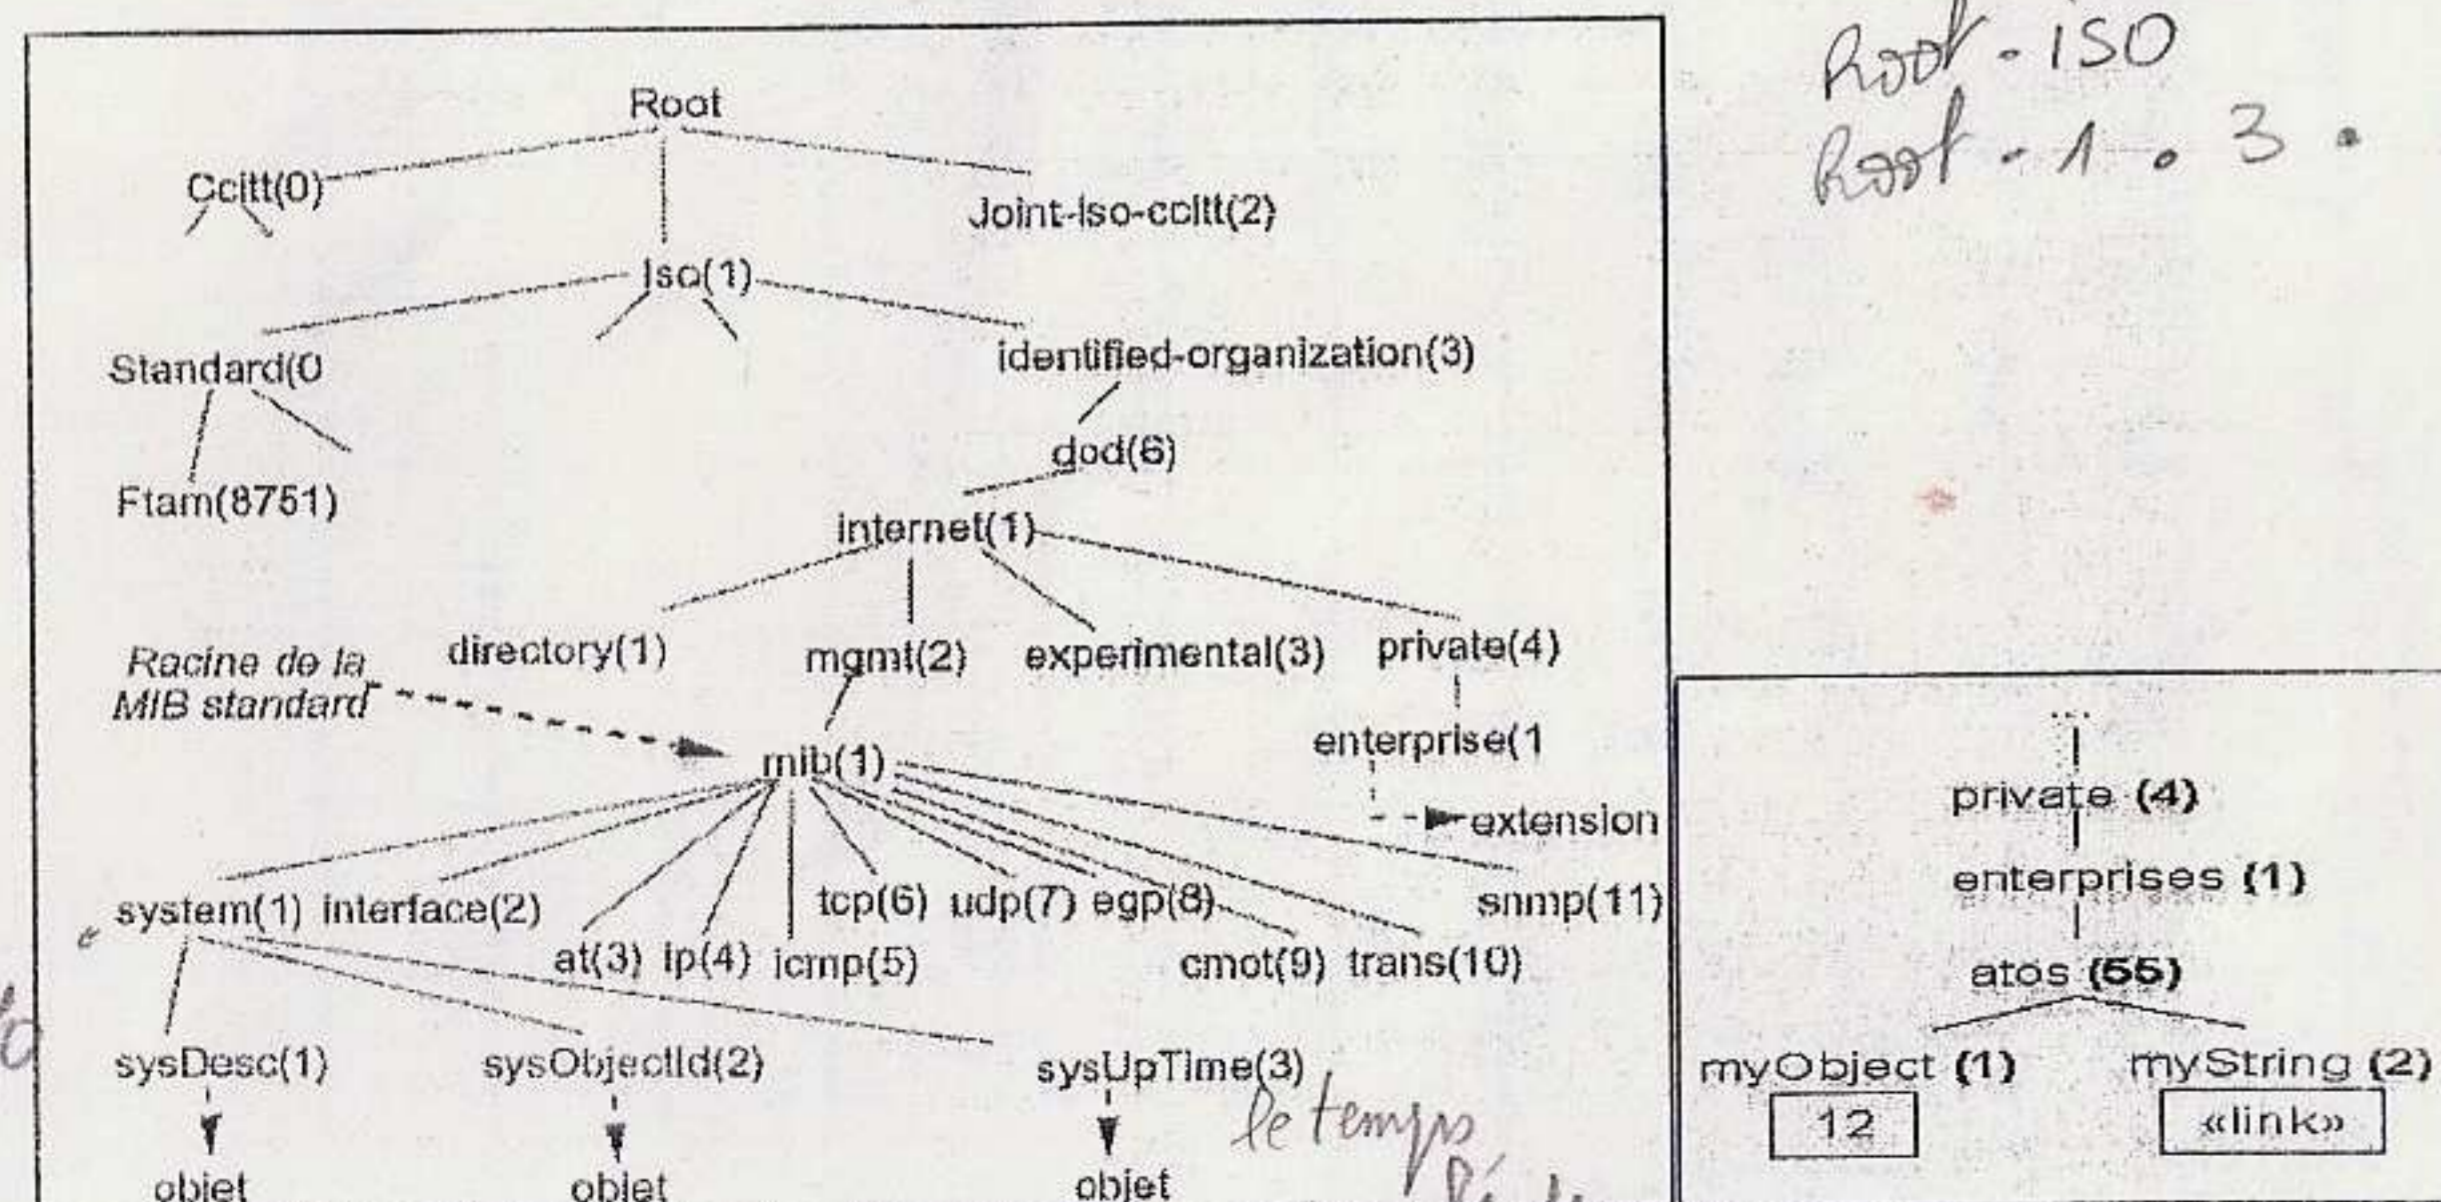 Root - iSO
Root - 1 . 3 .
Root
Ccitt(0)
Joint-iso-ccitt(2)
Iso(1)
Standard(0
identified-organization(3)
dod(6)
Ftam(8751)
internet(1)
Racine de la
MIB standard
directory(1) mgmt(2) experimental(3) private(4)
mib(1)
enterprise(1
extension
system(1) interface(2) tcp(6) udp(7) egp(8) snmp(11)
at(3) ip(4) icmp(5) cmot(9) trans(10)
sysDesc(1) sysObjectId(2) sysUpTime(3)
le temps
objet objet objet
...
private (4)
enterprises (1)
atos (55)
myObject (1) myString (2)
12 «link»